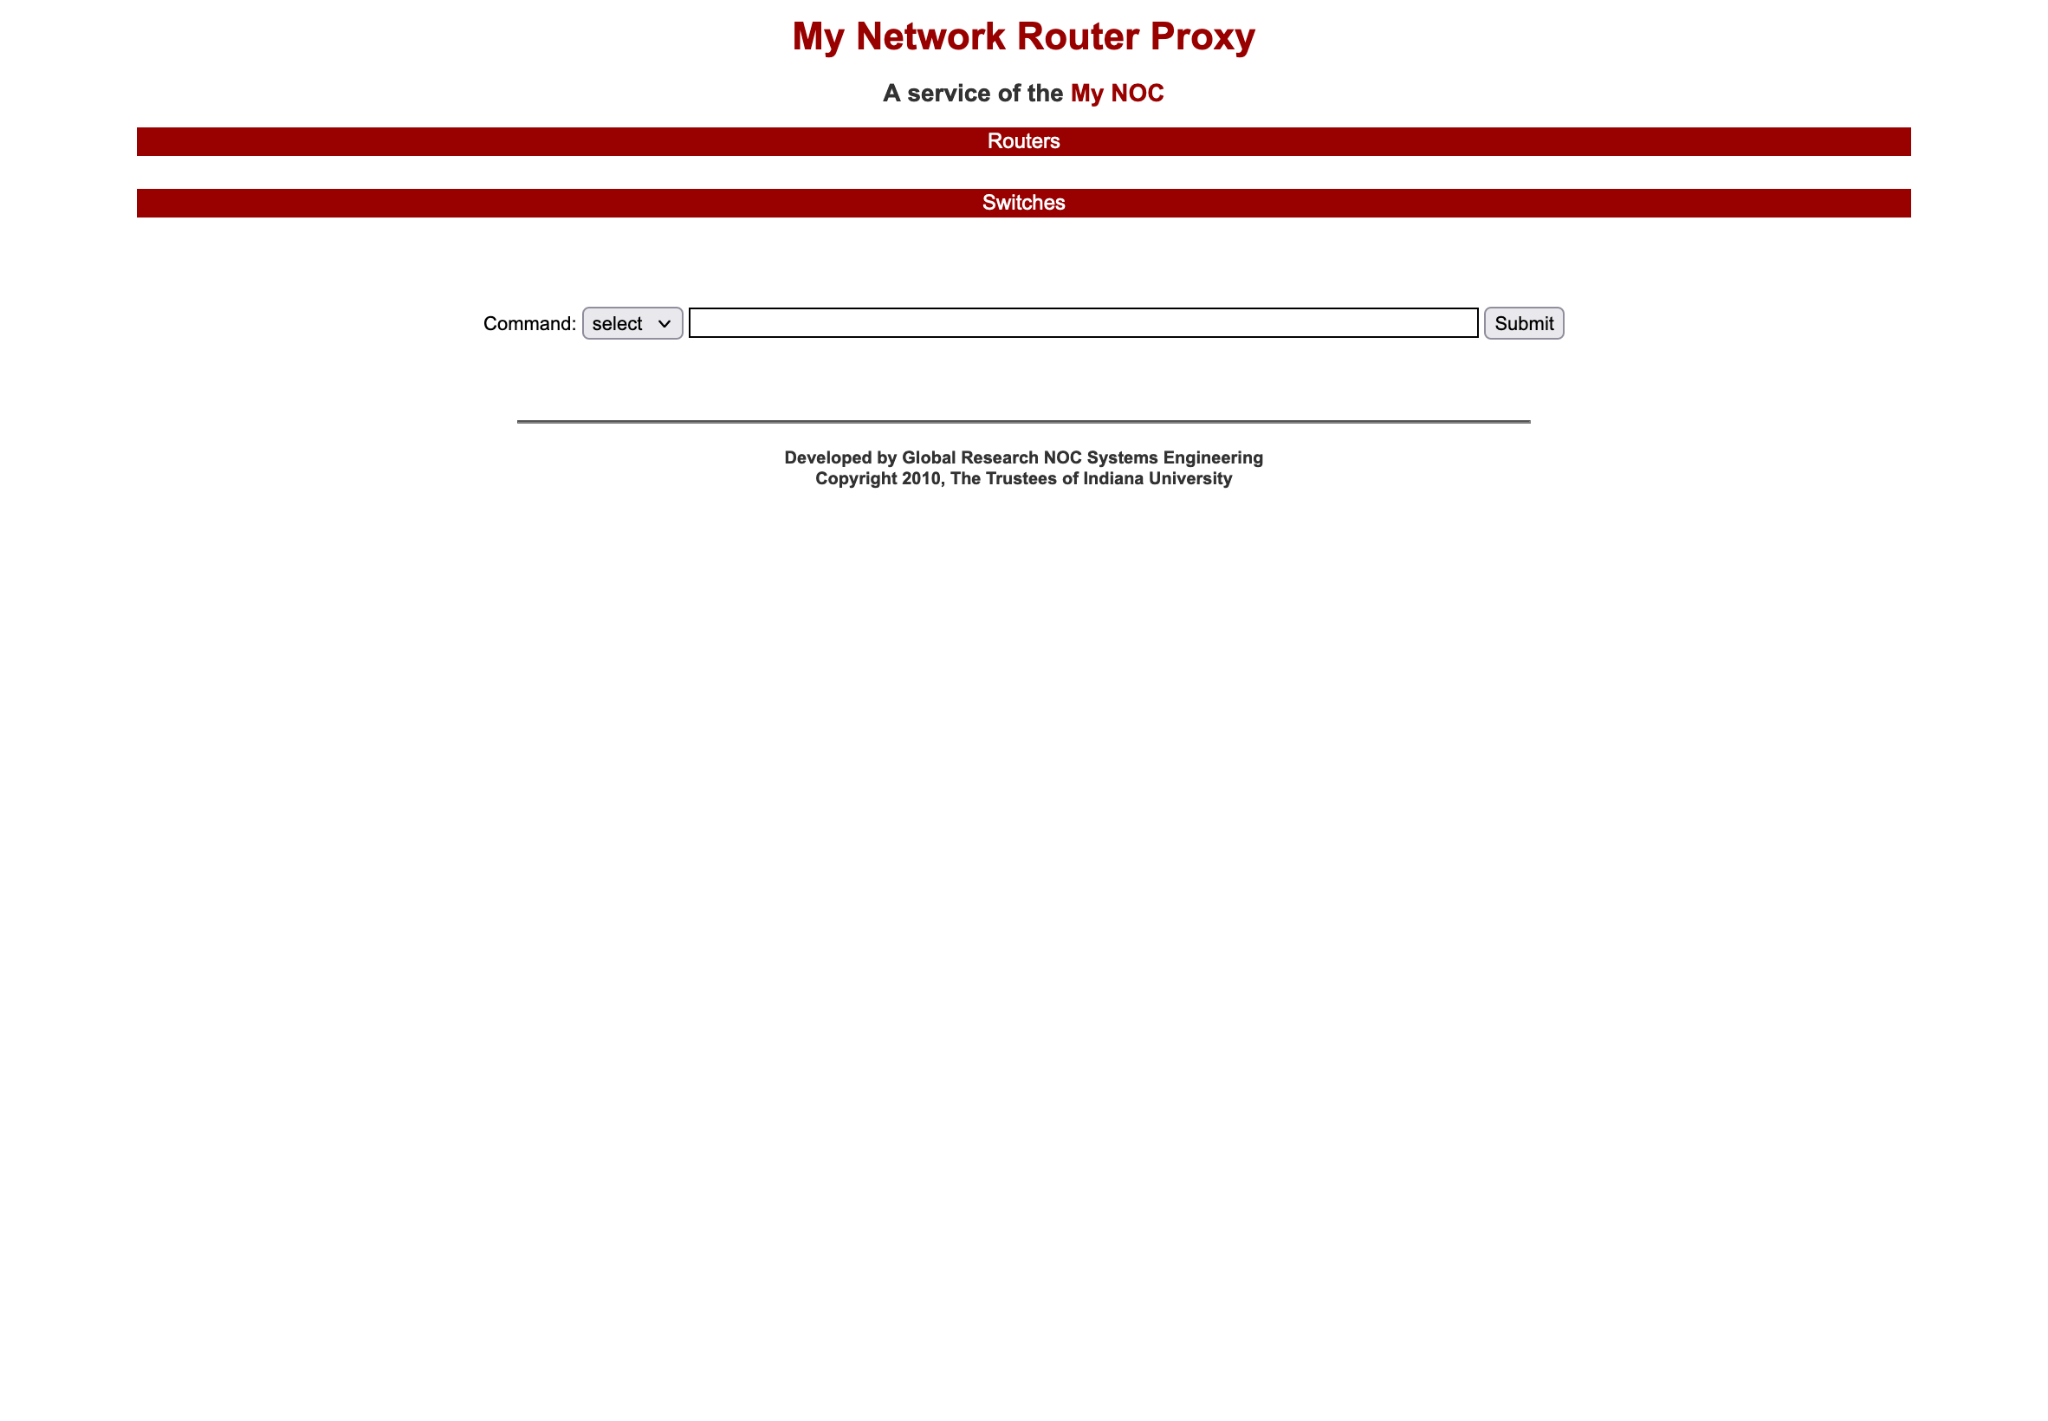 My Network Router Proxy
A service of the My NOC
Routers
Switches
Command: select Submit
Developed by Global Research NOC Systems Engineering
Copyright 2010, The Trustees of Indiana University